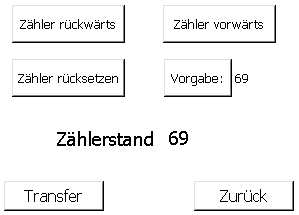 Zähler rückwärts Zähler vorwärts
Zähler rücksetzen Vorgabe: 69
Zählerstand 69
Transfer Zurück